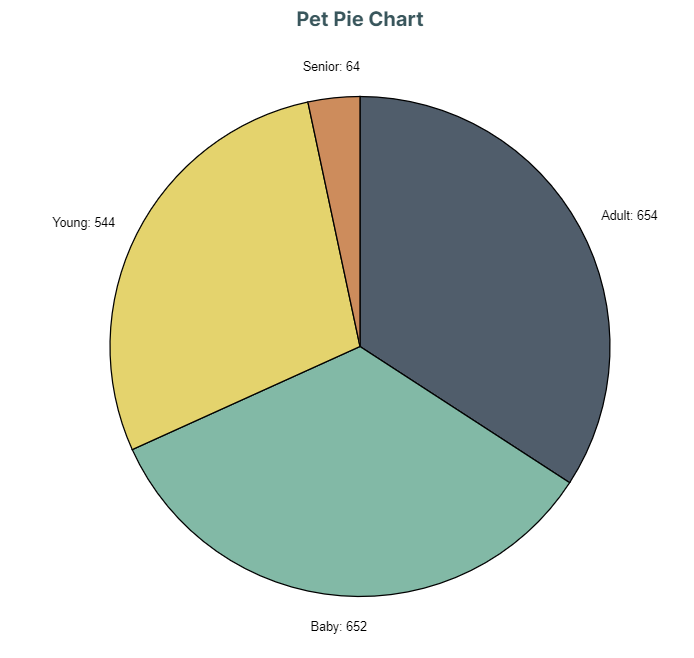 Pet Pie Chart
Senior: 64
Adult: 654
Young: 544
Baby: 652